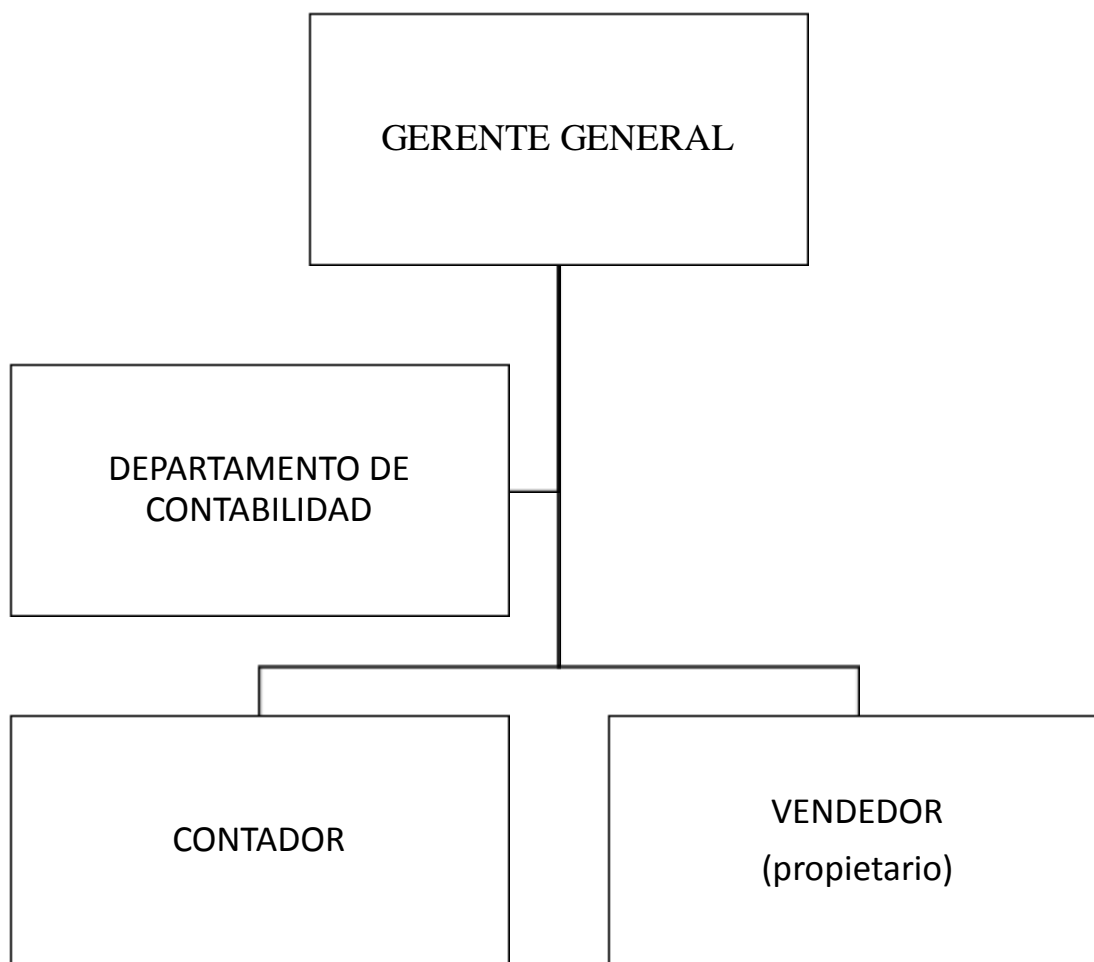 GERENTE GENERAL
DEPARTAMENTO DE
CONTABILIDAD
CONTADOR
VENDEDOR
(propietario)